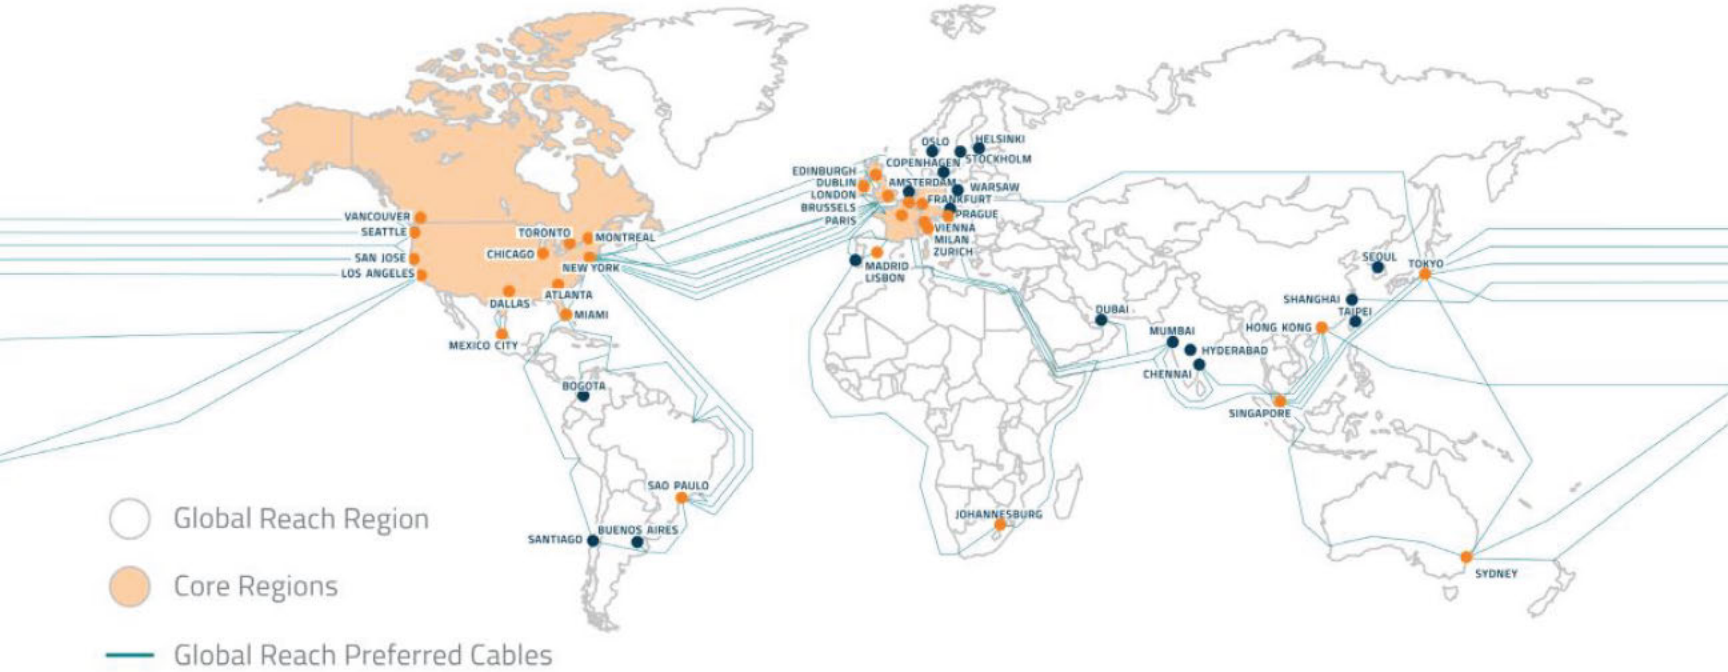 OSLO
HELSINKI
COPENHAGEN
STOCKHOLM
EDINBURGH
DUBLIN
AMSTERDAM
WARSAW
LONDON
FRANKFURT
BRUSSELS
PRAGUE
PARIS
VIENNA
MILAN
ZURICH
MADRID
LISBON
VANCOUVER
SEATTLE
TORONTO
MONTREAL
SAN JOSE
CHICAGO
LOS ANGELES
NEW YORK
DALLAS
ATLANTA
MIAMI
MEXICO CITY
BOGOTA
SEOUL
TOKYO
SHANGHAI
TAIPEI
DUBAI
MUMBAI
HONG KONG
HYDERABAD
CHENNAI
SINGAPORE
SAO PAULO
SANTIAGO
BUENOS AIRES
JOHANNESBURG
SYDNEY
Global Reach Region
Core Regions
Global Reach Preferred Cables